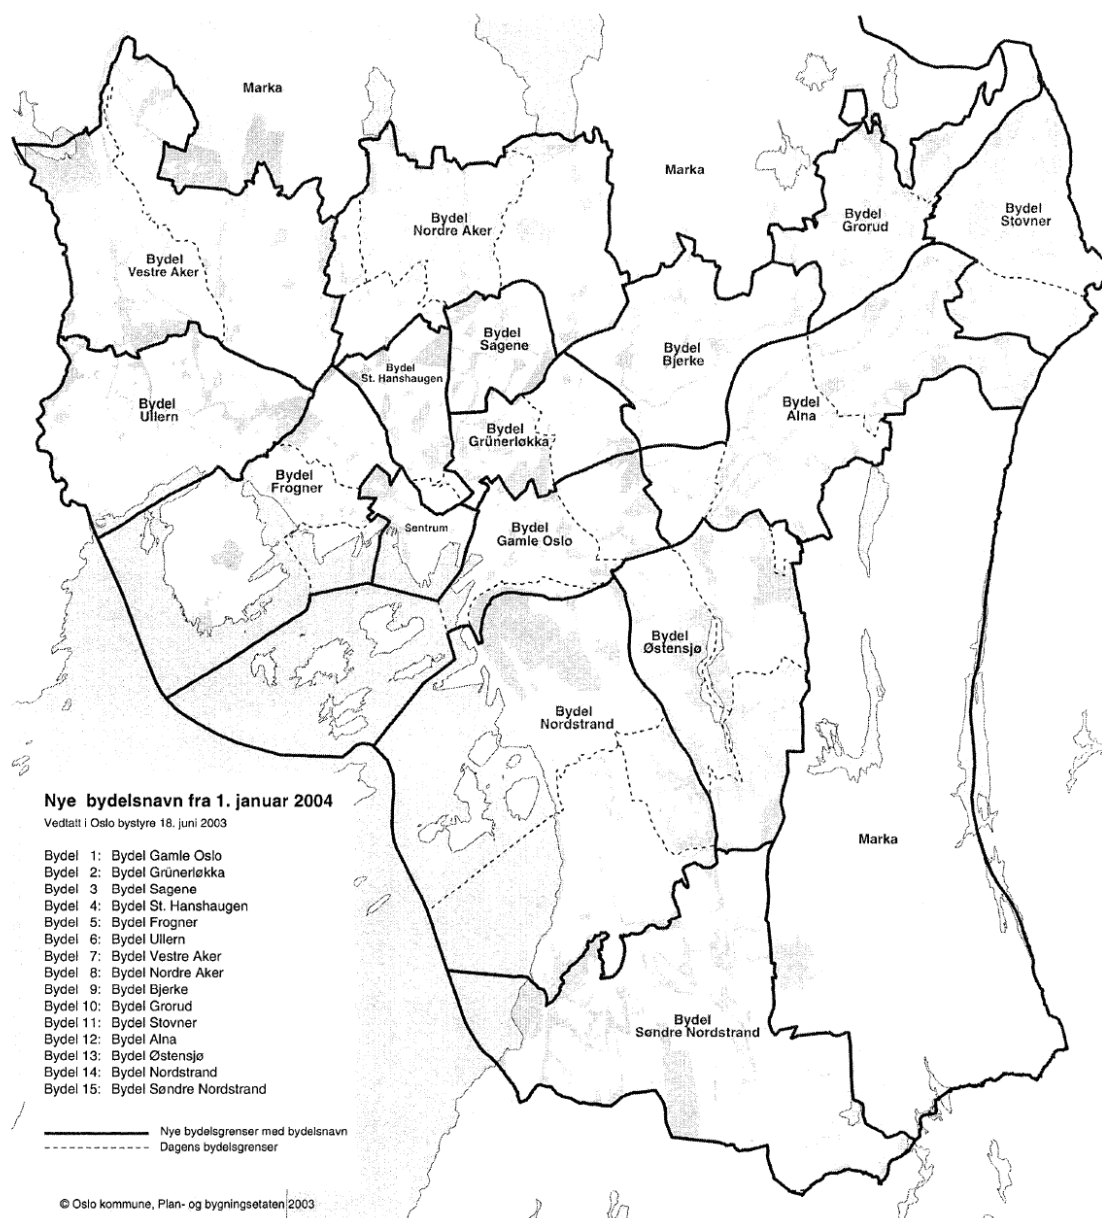 Marka
Marka
Bydel
Nordre Aker
Bydel
Grorud
Bydel
Stovner
Bydel
Vestre Aker
Bydel
Sagene
Bydel
Bjerke
Bydel
St. Hanshaugen
Bydel
Ullern
Bydel
Alna
Bydel
Grünerløkka
Bydel
Frogner
Sentrum
Bydel
Gamle Oslo
Bydel
Østensjø
Bydel
Nordstrand
Marka
Bydel
Søndre Nordstrand
Nye bydelsnavn fra 1. januar 2004
Vedtatt i Oslo bystyre 18. juni 2003
Bydel 1: Bydel Gamle Oslo
Bydel 2: Bydel Grünerløkka
Bydel 3 Bydel Sagene
Bydel 4: Bydel St. Hanshaugen
Bydel 5: Bydel Frogner
Bydel 6: Bydel Ullern
Bydel 7: Bydel Vestre Aker
Bydel 8: Bydel Nordre Aker
Bydel 9: Bydel Bjerke
Bydel 10: Bydel Grorud
Bydel 11: Bydel Stovner
Bydel 12: Bydel Alna
Bydel 13: Bydel Østensjø
Bydel 14: Bydel Nordstrand
Bydel 15: Bydel Søndre Nordstrand
Nye bydelsgrenser med bydelsnavn
Dagens bydelsgrenser
© Oslo kommune, Plan- og bygningsetaten 2003